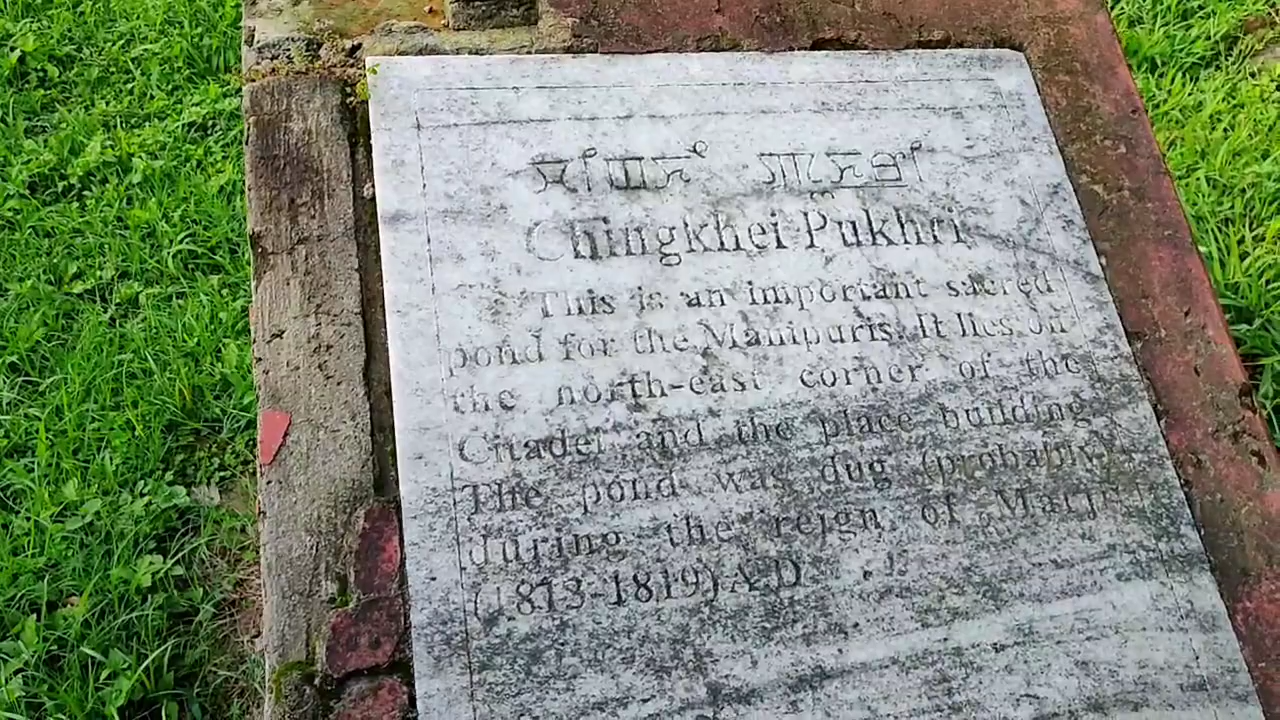 Chingkhei Pukhri
This is an important sacred
pond for the Manipuris. It lies on
the north-east corner of the
Citadel and the place building.
The pond was dug (probably)
during the reign of Marjit
(1813-1819) A.D.